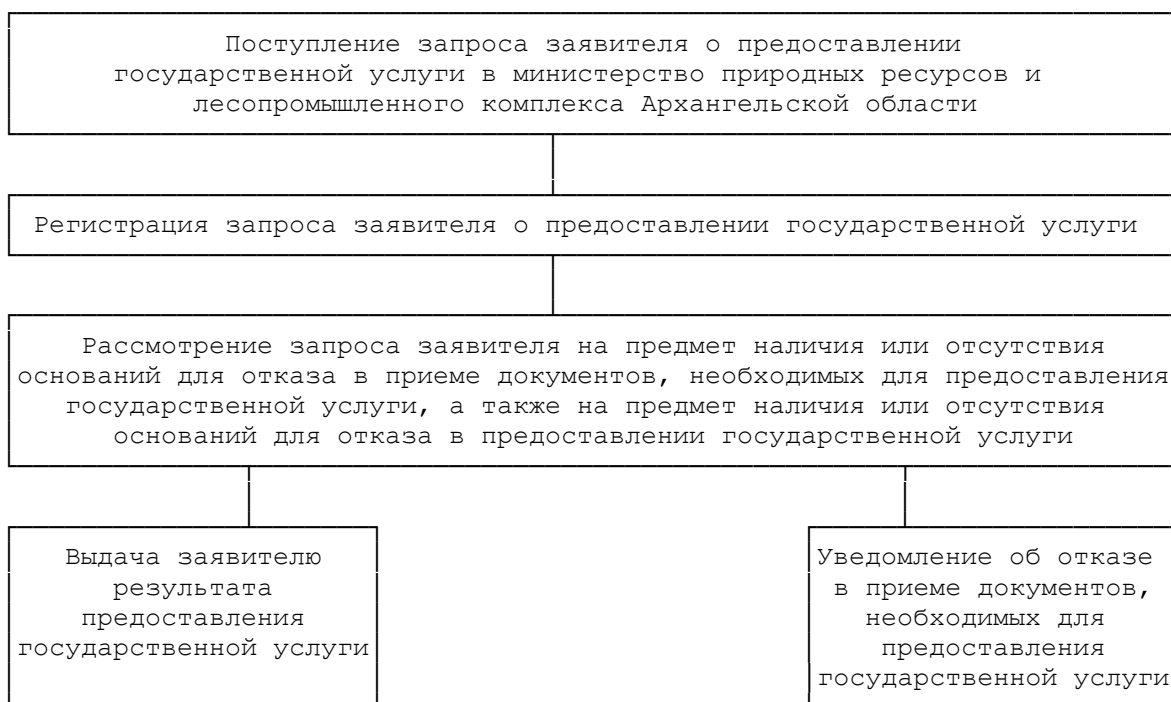 Поступление запроса заявителя о предоставлении
государственной услуги в министерство природных ресурсов и
лесопромышленного комплекса Архангельской области
Регистрация запроса заявителя о предоставлении государственной услуги
Рассмотрение запроса заявителя на предмет наличия или отсутствия
оснований для отказа в приеме документов, необходимых для предоставления
государственной услуги, а также на предмет наличия или отсутствия
оснований для отказа в предоставлении государственной услуги
Выдача заявителю
результата
предоставления
государственной услуги
Уведомление об отказе
в приеме документов,
необходимых для
предоставления
государственной услуги